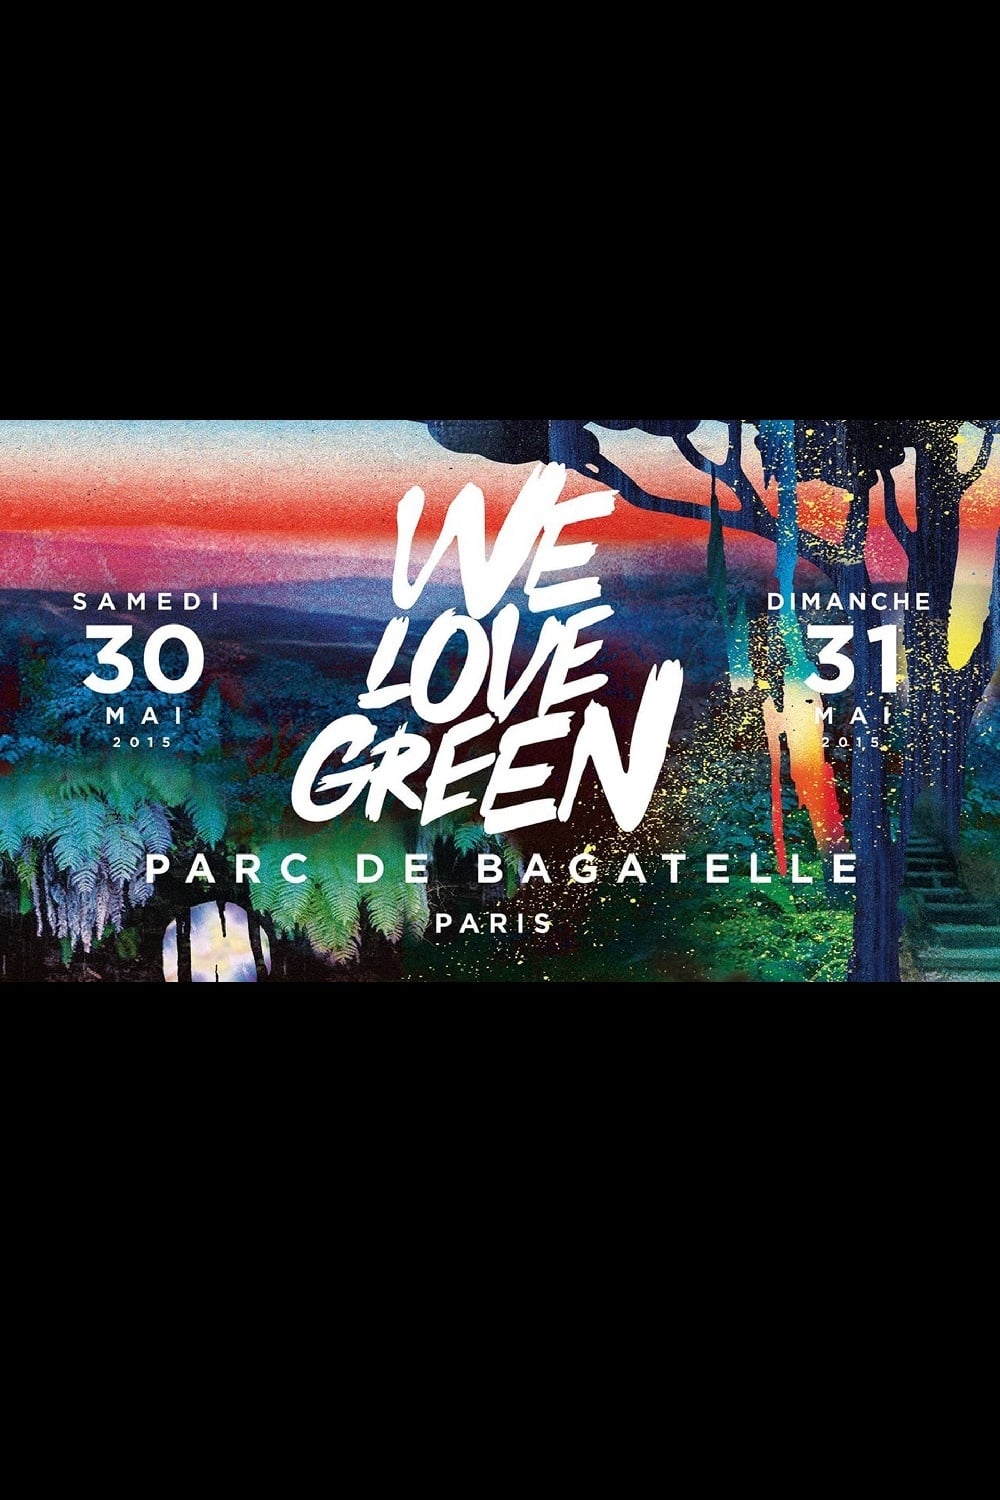 WE
LOVE
GREEN
SAMEDI
30
MAI
2015
DIMANCHE
31
MAI
2015
PARC DE BAGATELLE
PARIS